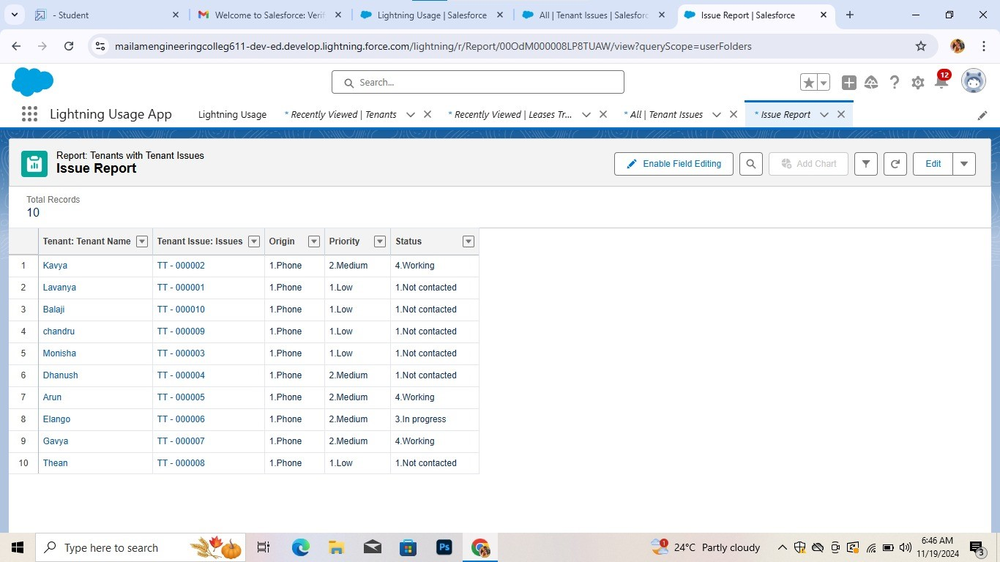 - Student
Welcome to Salesforce: Verif
Lightning Usage | Salesforce
All | Tenant Issues | Salesforc
Issue Report | Salesforce
mailamengineeringcolleg611-dev-ed.develop.lightning.force.com/lightning/r/Report/00OdM000008LP8TUAW/view?queryScope=userFolders
Search...
12
Lightning Usage App
Lightning Usage
* Recently Viewed | Tenants
* Recently Viewed | Leases Tr...
* All | Tenant Issues
* Issue Report
Report: Tenants with Tenant Issues
Issue Report
Enable Field Editing
Add Chart
Edit
Total Records
10
Tenant: Tenant Name Tenant Issue: Issues Origin Priority Status
1 Kavya TT - 000002 1.Phone 2.Medium 4.Working
2 Lavanya TT - 000001 1.Phone 1.Low 1.Not contacted
3 Balaji TT - 000010 1.Phone 1.Low 1.Not contacted
4 chandru TT - 000009 1.Phone 1.Low 1.Not contacted
5 Monisha TT - 000003 1.Phone 1.Low 1.Not contacted
6 Dhanush TT - 000004 1.Phone 2.Medium 1.Not contacted
7 Arun TT - 000005 1.Phone 2.Medium 4.Working
8 Elango TT - 000006 1.Phone 2.Medium 3.In progress
9 Gavya TT - 000007 1.Phone 2.Medium 4.Working
10 Thean TT - 000008 1.Phone 1.Low 1.Not contacted
Type here to search
Ps
1
24°C Partly cloudy
6:46 AM
11/19/2024
3